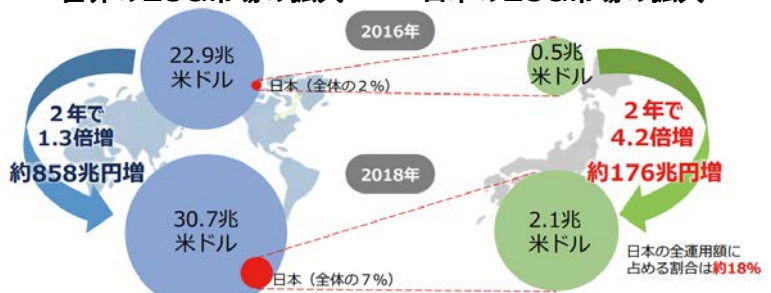 2016年
22.9兆
米ドル
日本（全体の２％）
0.5兆
米ドル
２年で
1.3倍増
約858兆円増
２年で
4.2倍増
約176兆円増
2018年
30.7兆
米ドル
日本（全体の７％）
2.1兆
米ドル
日本の全運用額に
占める割合は約18%